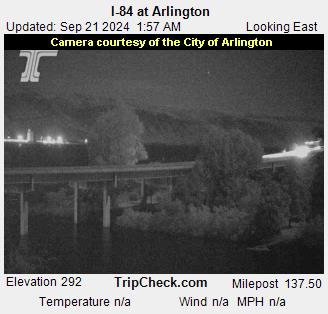 I-84 at Arlington
Updated: Sep 21 2024 1:57 AM Looking East
Camera courtesy of the City of Arlington
Elevation 292 TripCheck.com Milepost 137.50
Temperature n/a Wind n/a MPH n/a